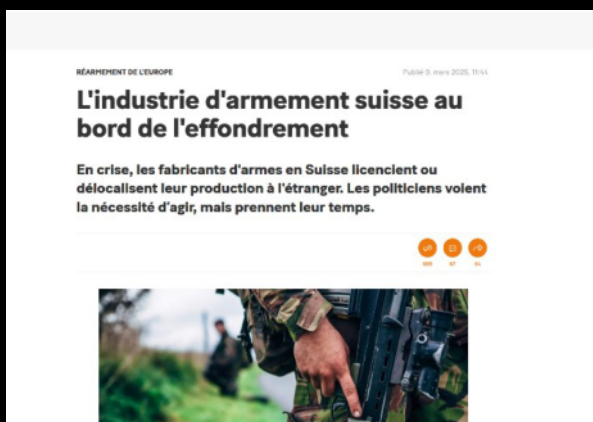 RÉARMEMENT DE L'EUROPE
Publié 9. mars 2025, 11:44
L'industrie d'armement suisse au
bord de l'effondrement
En crise, les fabricants d'armes en Suisse licencient ou
délocalisent leur production à l'étranger. Les politiciens voient
la nécessité d'agir, mais prennent leur temps.